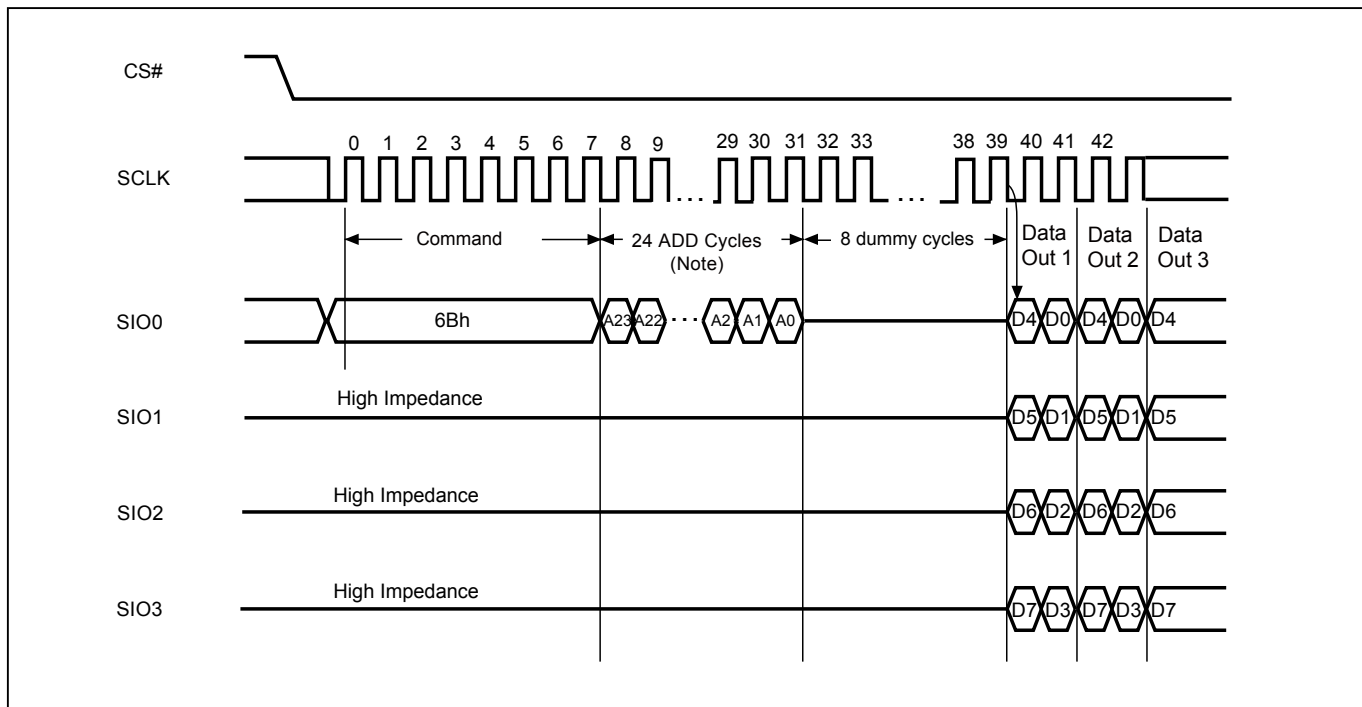 CS#
0 1 2 3 4 5 6 7 8 9 29 30 31 32 33 38 39 40 41 42
SCLK
Command 24 ADD Cycles 8 dummy cycles Data Data Data
(Note) Out 1 Out 2 Out 3
SIO0 6Bh A23 A22 ... A2 A1 A0 D4 D0 D4 D0 D4
High Impedance
SIO1 D5 D1 D5 D1 D5
High Impedance
SIO2 D6 D2 D6 D2 D6
High Impedance
SIO3 D7 D3 D7 D3 D7